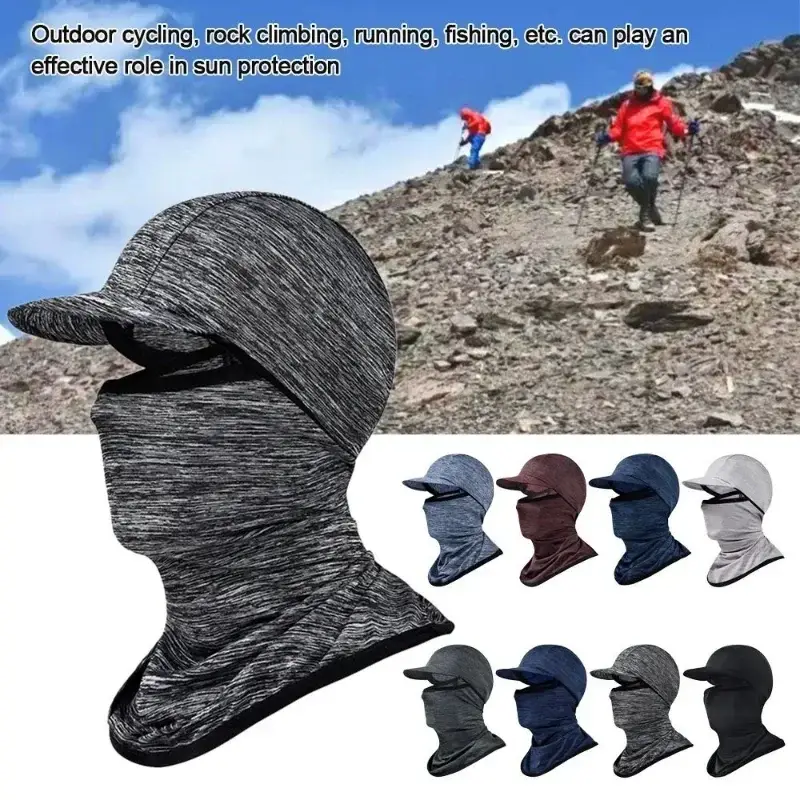 Outdoor cycling, rock climbing, running, fishing, etc. can play an
effective role in sun protection